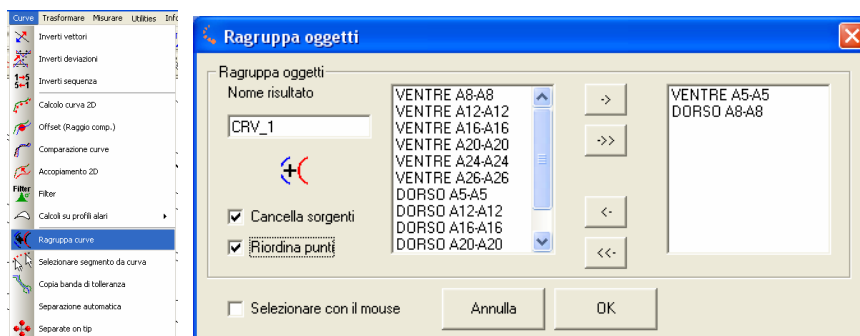 Curve Trasformare Misurare Utilities Info
Inverti vettori
Inverti deviazioni
1→5
5←1
Inverti sequenza
Calcolo curva 2D
Offset (Raggio comp.)
Comparazione curve
Accopiamento 2D
Filter
Filter
Calcoli su profili alari
Ragruppa curve
Selezionare segmento da curva
Copia banda di tolleranza
Separazione automatica
Separate on tip
Ragruppa oggetti
Ragruppa oggetti
Nome risultato
CRV_1
Cancella sorgenti
Riordina punti
VENTRE A8-A8
VENTRE A12-A12
VENTRE A16-A16
VENTRE A20-A20
VENTRE A24-A24
VENTRE A26-A26
DORSO A5-A5
DORSO A12-A12
DORSO A16-A16
DORSO A20-A20
->
->>
<-
<<-
VENTRE A5-A5
DORSO A8-A8
Selezionare con il mouse
Annulla
OK